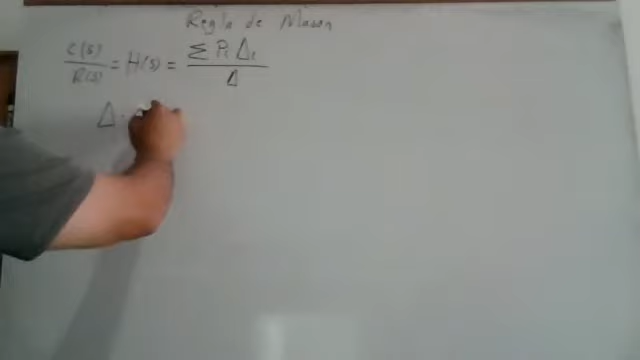 Regla de Mason
C(s)/R(s) = H(s) = Σ Pᵢ Δᵢ / Δ
Δ